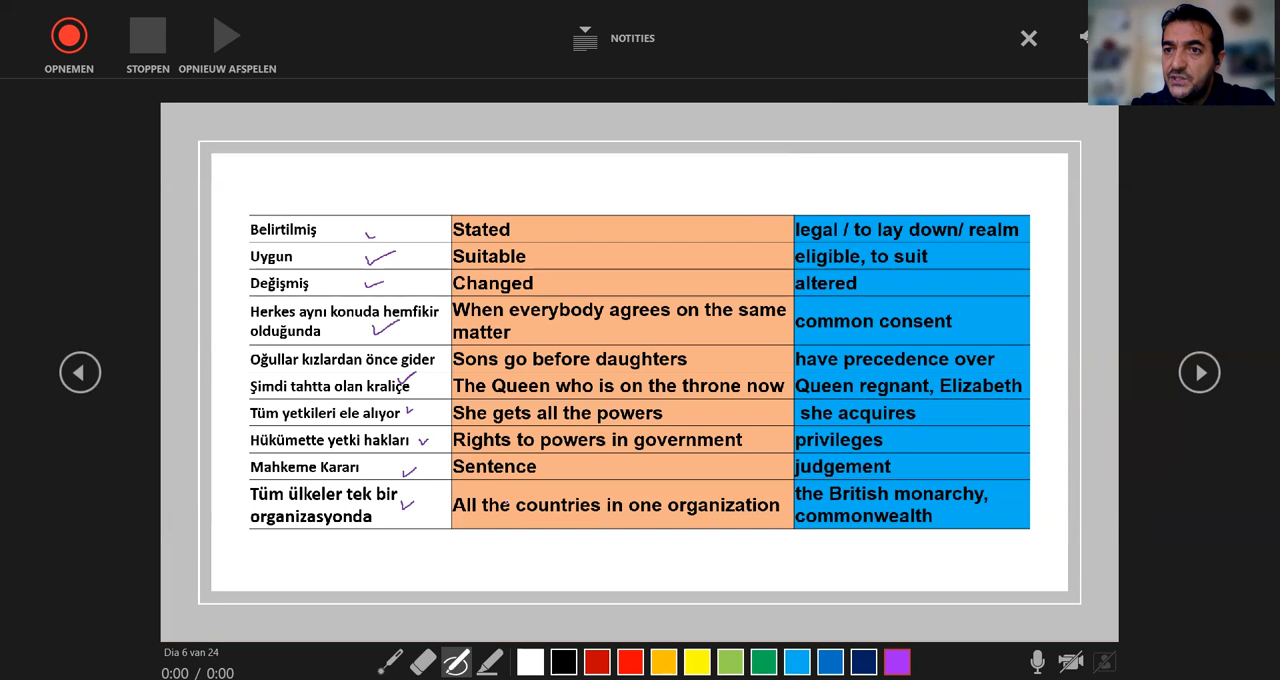 OPNEMEN
STOPPEN
OPNIEUW AFSPELEN
NOTITIES
Belirtilmiş
Stated
legal / to lay down/ realm
Uygun
Suitable
eligible, to suit
Değişmiş
Changed
altered
Herkes aynı konuda hemfikir
olduğunda
When everybody agrees on the same
matter
common consent
Oğullar kızlardan önce gider
Sons go before daughters
have precedence over
Şimdi tahtta olan kraliçe
The Queen who is on the throne now
Queen regnant, Elizabeth
Tüm yetkileri ele alıyor
She gets all the powers
she acquires
Hükümette yetki hakları
Rights to powers in government
privileges
Mahkeme Kararı
Sentence
judgement
Tüm ülkeler tek bir
organizasyonda
All the countries in one organization
the British monarchy,
commonwealth
Dia 6 van 24
0:00 / 0:00